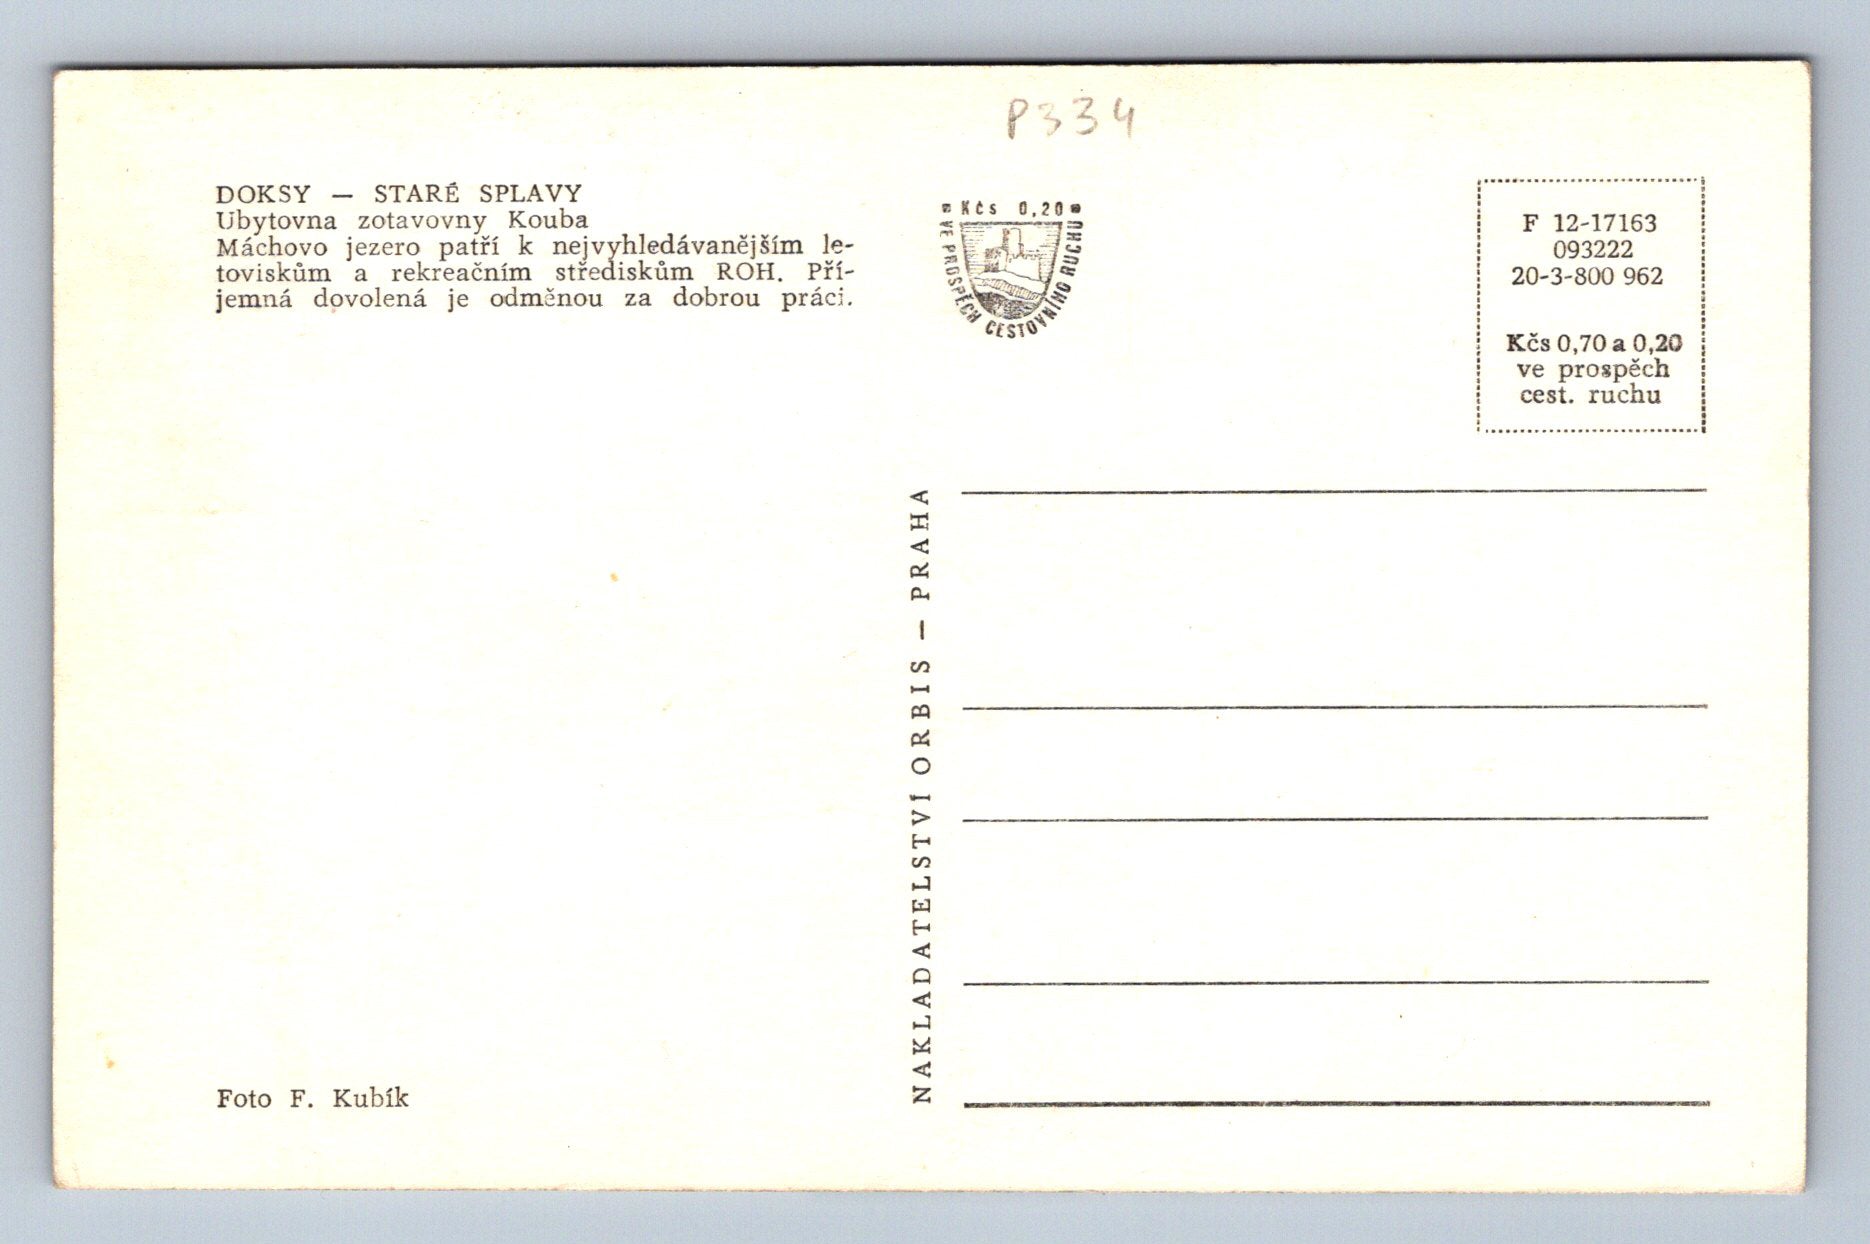 P334
DOKSY — STARÉ SPLAVY
Ubytovna zotavovny Kouba
Máchovo jezero patří k nejvyhledávanějším le-
toviskům a rekreačním střediskům ROH. Pří-
jemná dovolená je odměnou za dobrou práci.
Kčs 0,20
VE PROSPĚCH CESTOVNÍHO RUCHU
F 12-17163
093222
20-3-800 962
Kčs 0,70 a 0,20
ve prospěch
cest. ruchu
NAKLADATELSTVÍ ORBIS — PRAHA
Foto F. Kubík